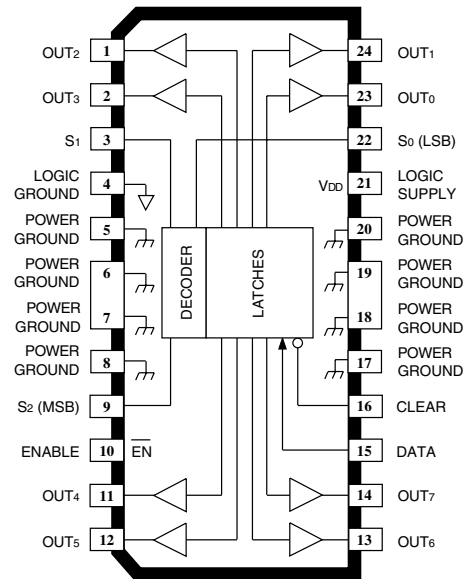 OUT2 1 24 OUT1
OUT3 2 23 OUT0
S1 3 22 S0 (LSB)
LOGIC
GROUND 4 VDD 21 LOGIC
SUPPLY
POWER
GROUND 5 20 POWER
GROUND
POWER
GROUND 6 19 POWER
GROUND
POWER
GROUND 7 18 POWER
GROUND
POWER
GROUND 8 17 POWER
GROUND
DECODER
LATCHES
S2 (MSB) 9 16 CLEAR
ENABLE 10 EN 15 DATA
OUT4 11 14 OUT7
OUT5 12 13 OUT6